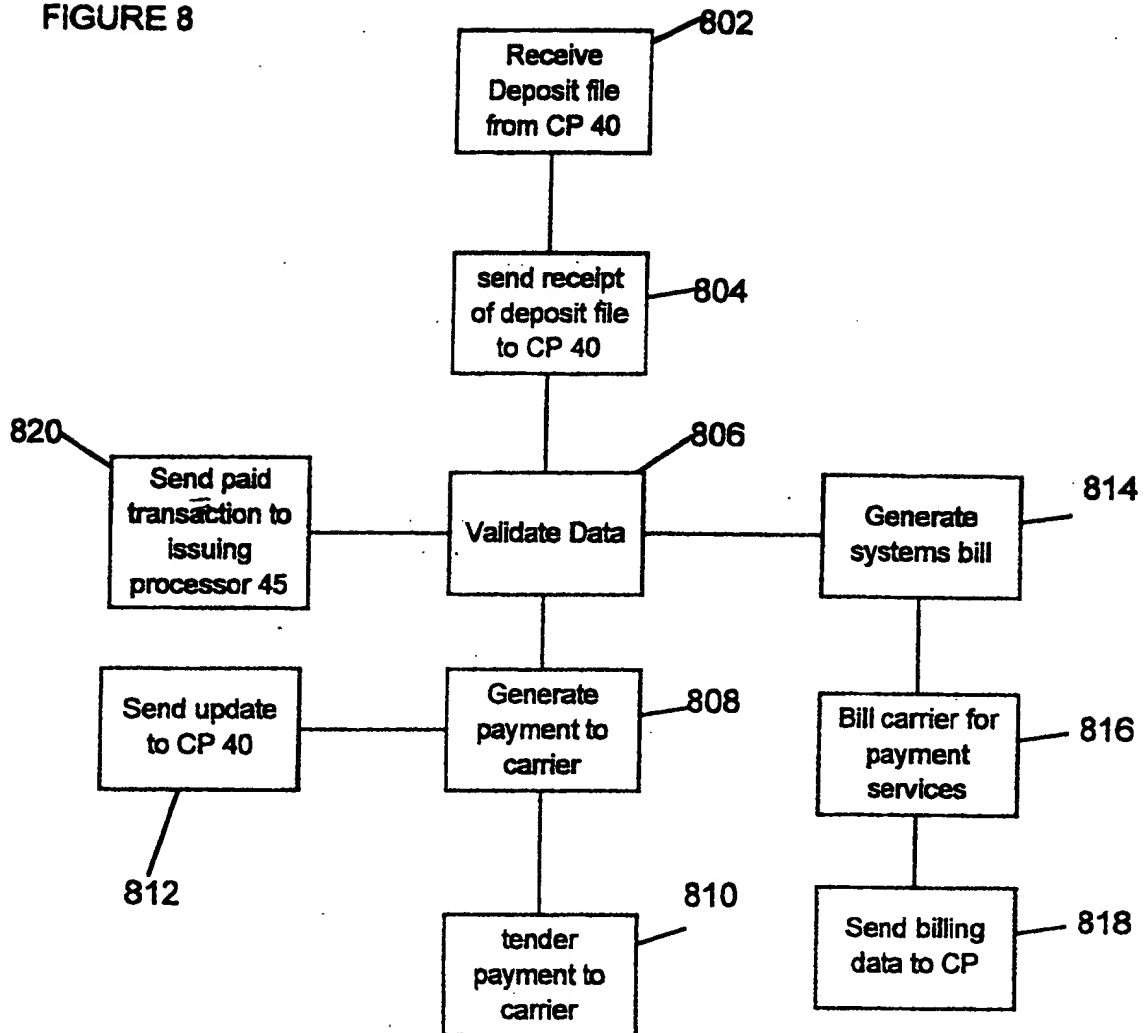 FIGURE 8
802
Receive
Deposit file
from CP 40
send receipt
of deposit file
to CP 40
804
820
806
Send paid
transaction to
issuing
processor 45
Validate Data
Generate
systems bill
814
Send update
to CP 40
Generate
payment to
carrier
808
Bill carrier for
payment
services
816
812
810
tender
payment to
carrier
Send billing
data to CP
818